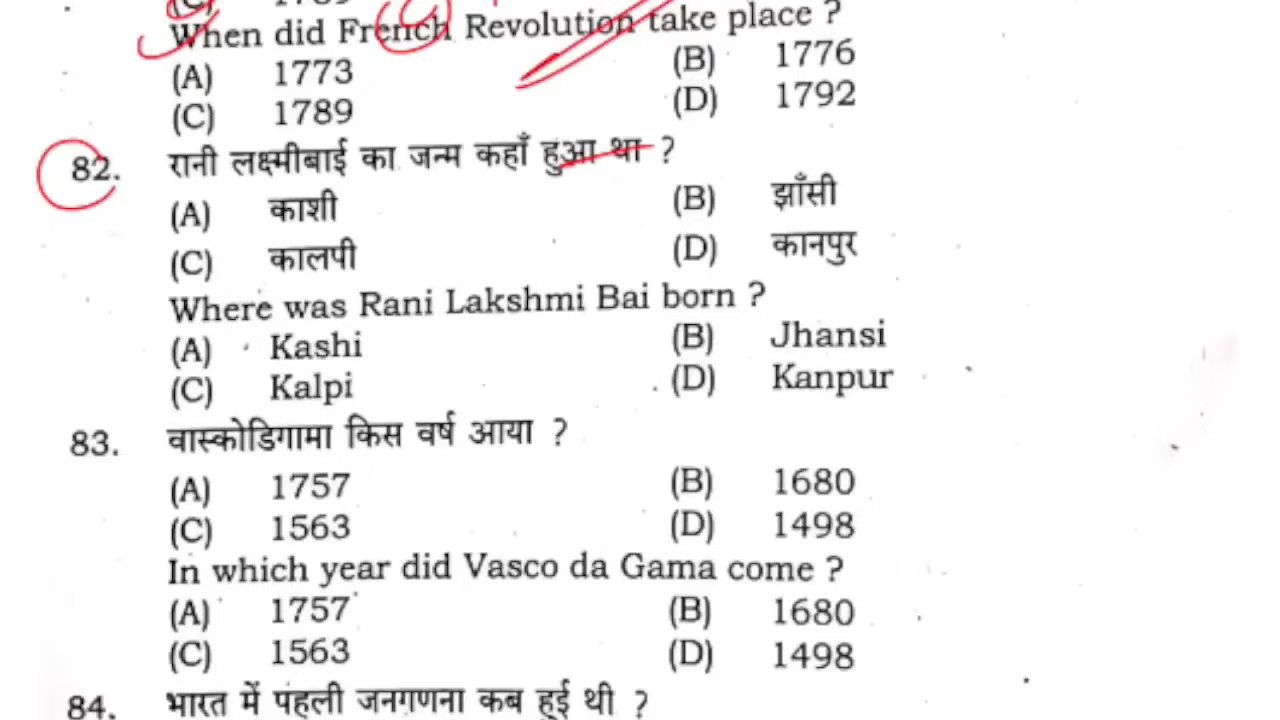 (C) 1789
When did French Revolution take place ?
(A) 1773 (B) 1776
(C) 1789 (D) 1792
82. रानी लक्ष्मीबाई का जन्म कहाँ हुआ था ?
(A) काशी (B) झाँसी
(C) कालपी (D) कानपुर
Where was Rani Lakshmi Bai born ?
(A) Kashi (B) Jhansi
(C) Kalpi (D) Kanpur
83. वास्कोडिगामा किस वर्ष आया ?
(A) 1757 (B) 1680
(C) 1563 (D) 1498
In which year did Vasco da Gama come ?
(A) 1757 (B) 1680
(C) 1563 (D) 1498
84. भारत में पहली जनगणना कब हुई थी ?